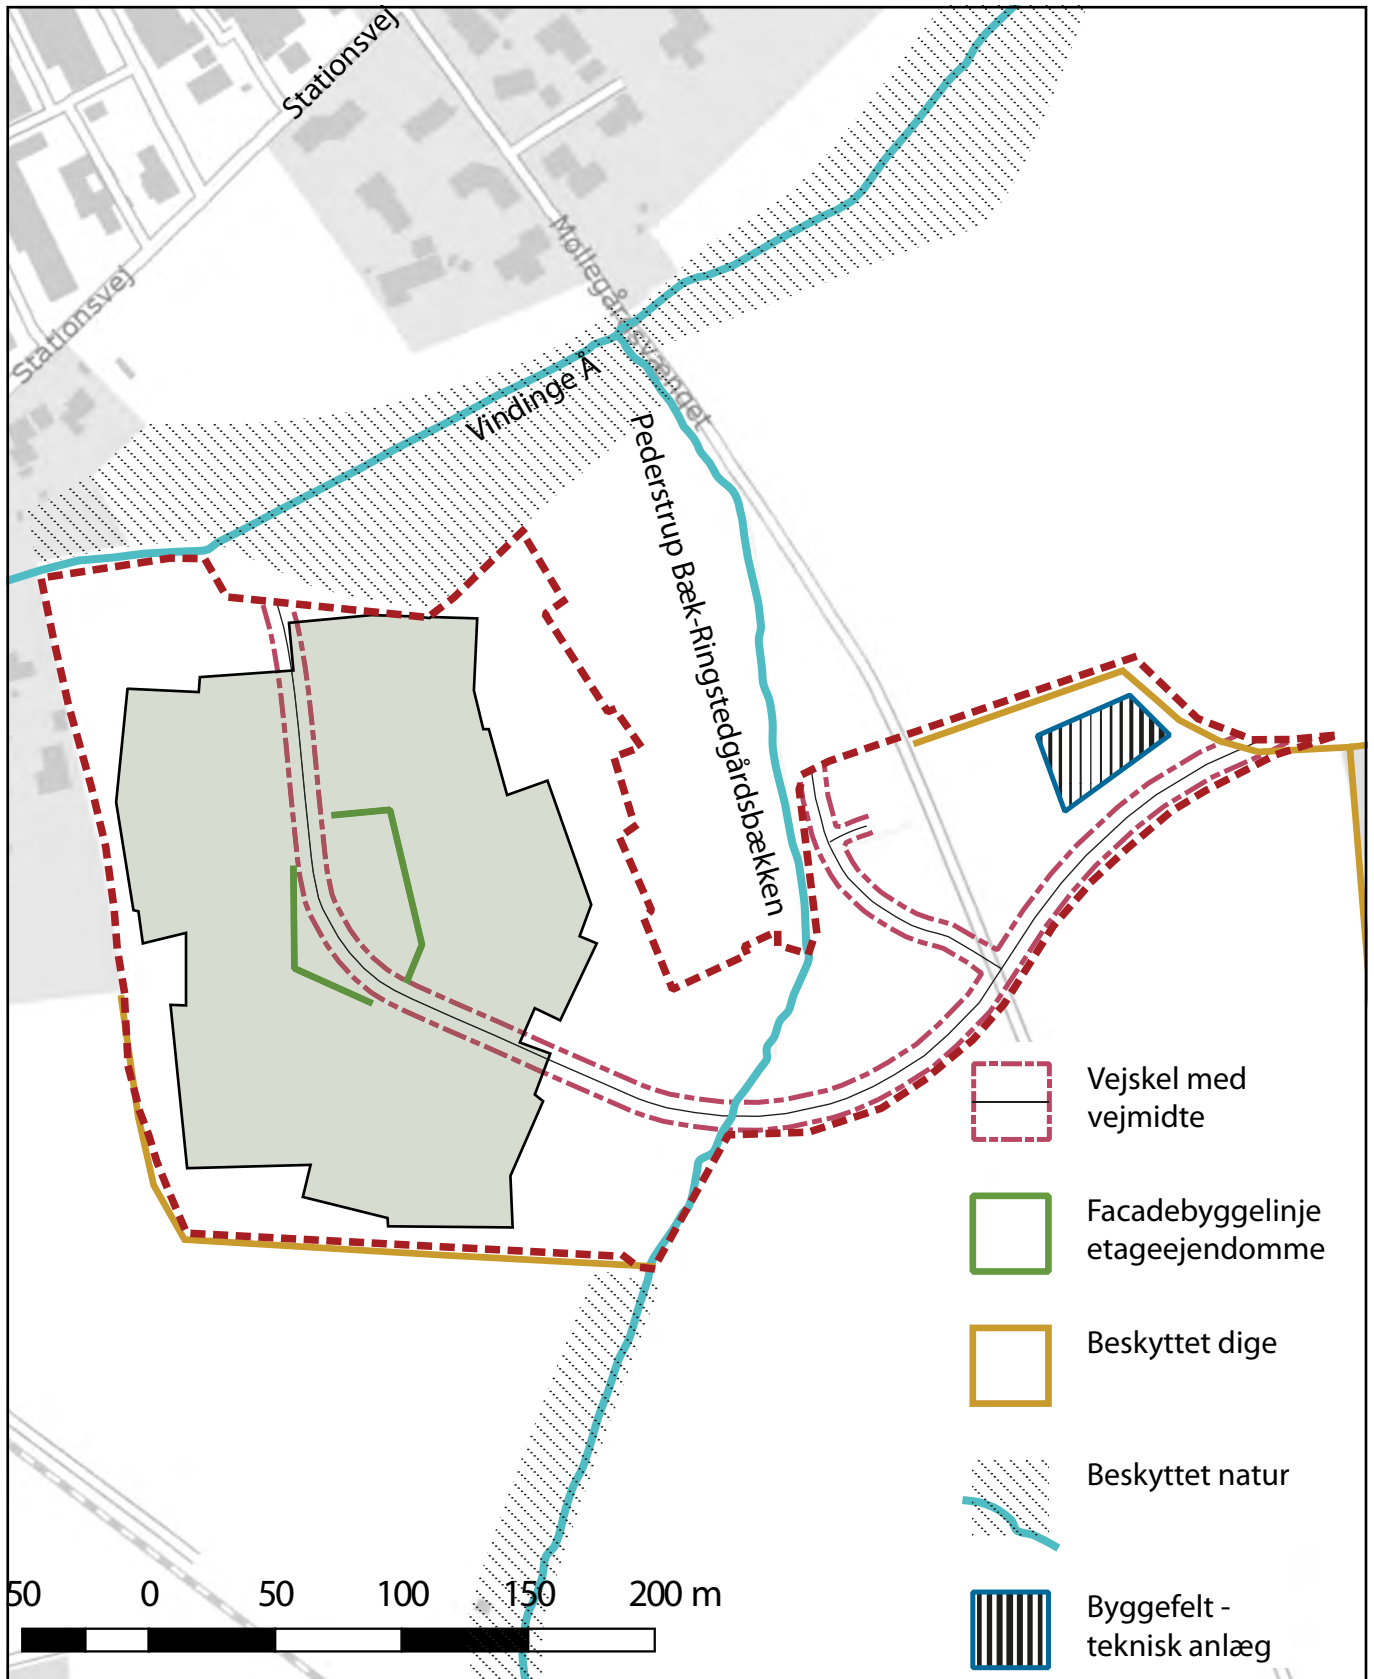 Stationsvej
Stationsvej
Møllegårdsvænget
Vindinge Å
Pederstrup Bæk-Ringstedgårdsbækken
Vejskel med
vejmidte
Facadebyggelinje
etageejendomme
Beskyttet dige
Beskyttet natur
Byggefelt -
teknisk anlæg
50 0 50 100 150 200 m